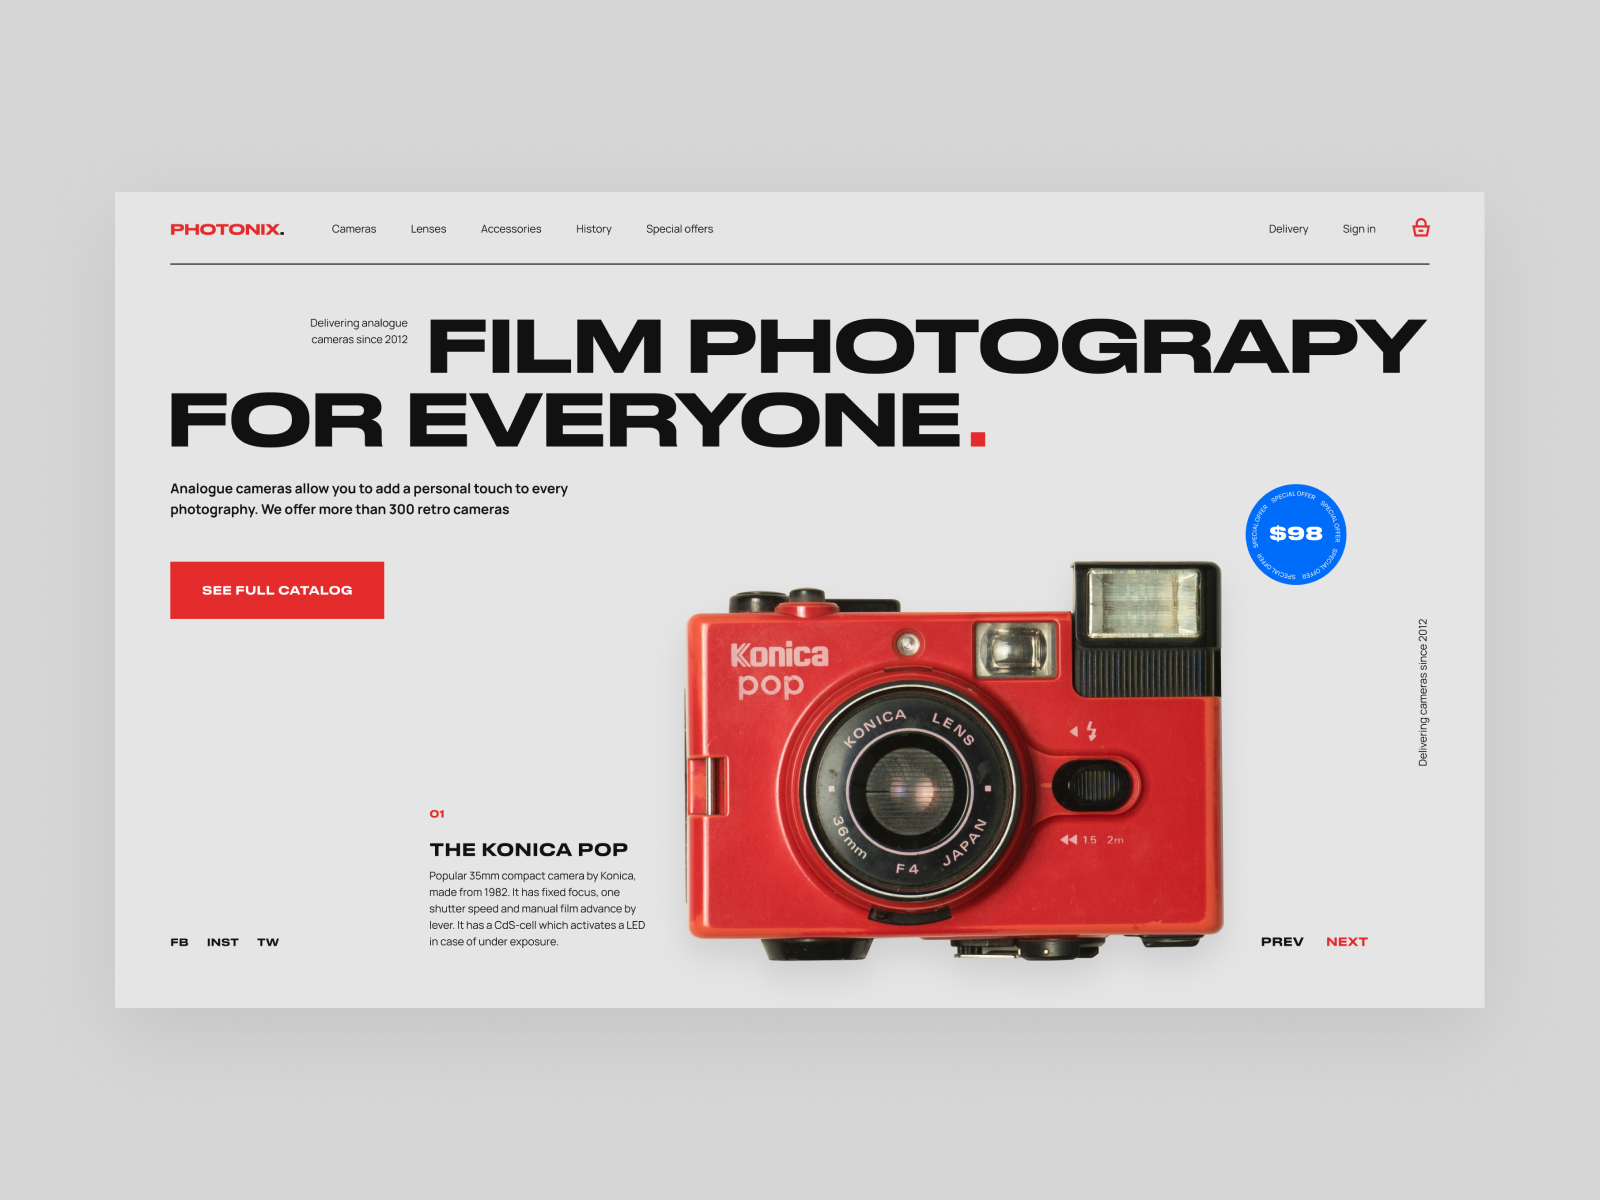 PHOTONIX.
Cameras
Lenses
Accessories
History
Special offers
Delivery
Sign in
Delivering analogue
cameras since 2012
FILM PHOTOGRAPY
FOR EVERYONE.
Analogue cameras allow you to add a personal touch to every
photography. We offer more than 300 retro cameras
SEE FULL CATALOG
SPECIAL OFFER SPECIAL OFFER SPECIAL OFFER SPECIAL OFFER SPECIAL OFFER SPECIAL OFFER
$98
Konica
pop
KONICA LENS
36mm F4 JAPAN
1.5 2m
Delivering cameras since 2012
01
THE KONICA POP
Popular 35mm compact camera by Konica,
made from 1982. It has fixed focus, one
shutter speed and manual film advance by
lever. It has a CdS-cell which activates a LED
in case of under exposure.
FB
INST
TW
PREV
NEXT